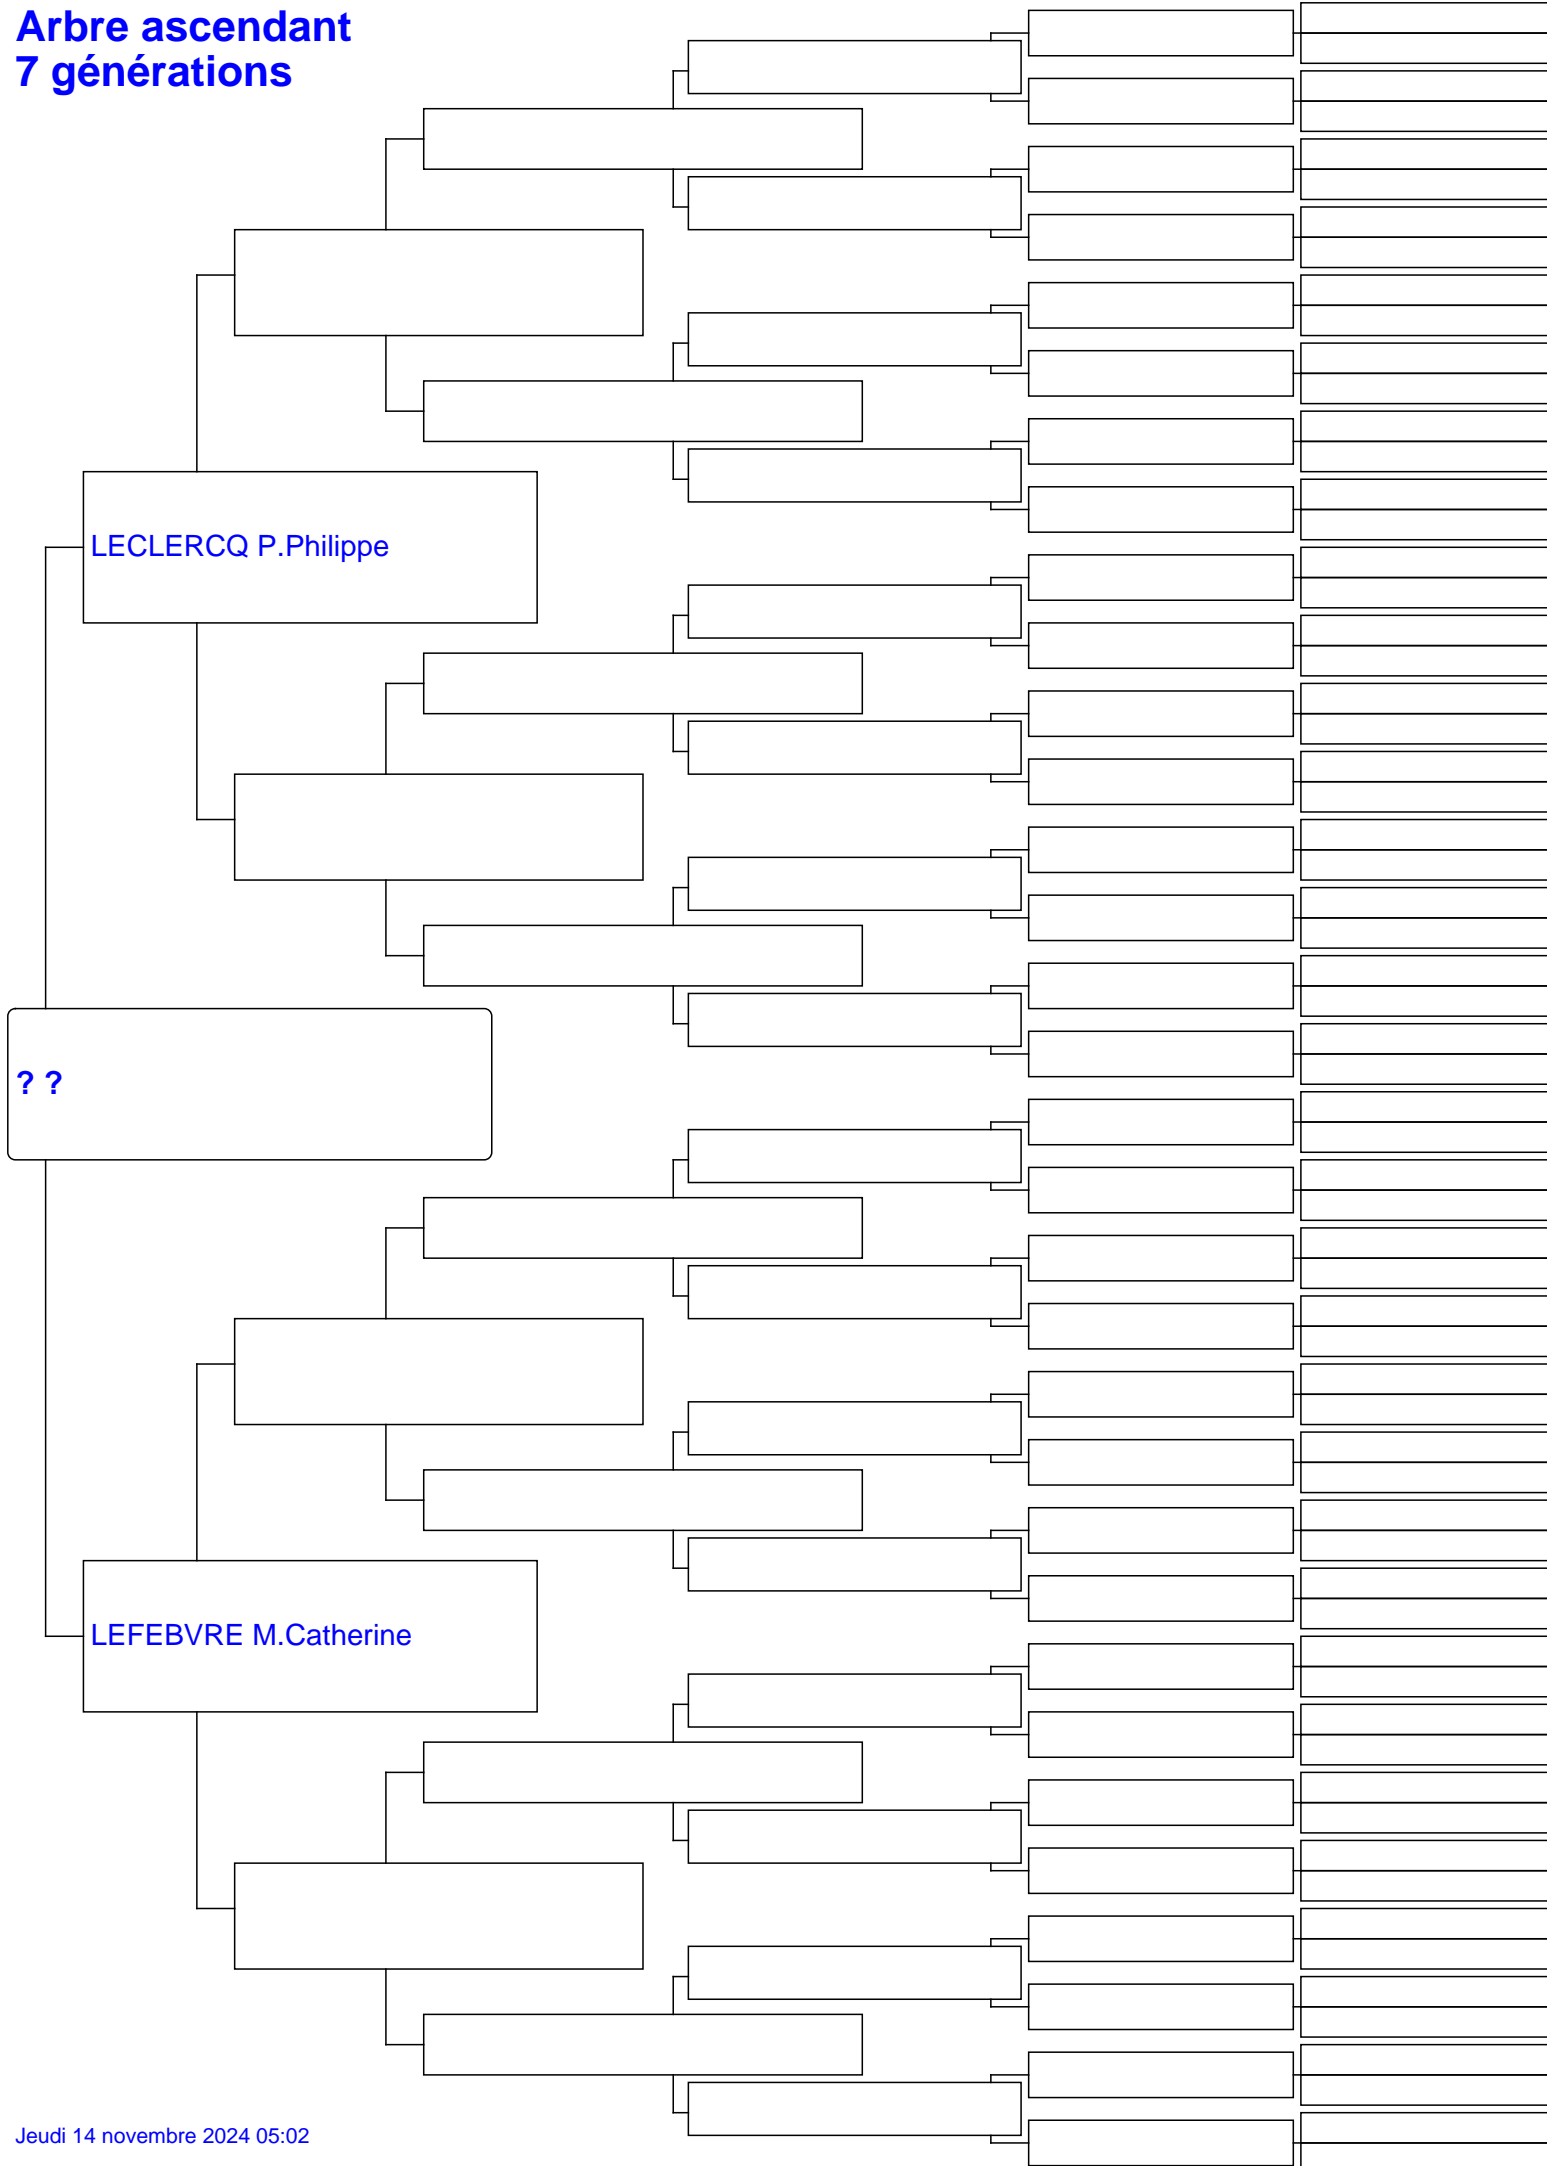 Arbre ascendant
7 générations
LECLERCQ P.Philippe
? ?
LEFEBVRE M.Catherine
Jeudi 14 novembre 2024 05:02